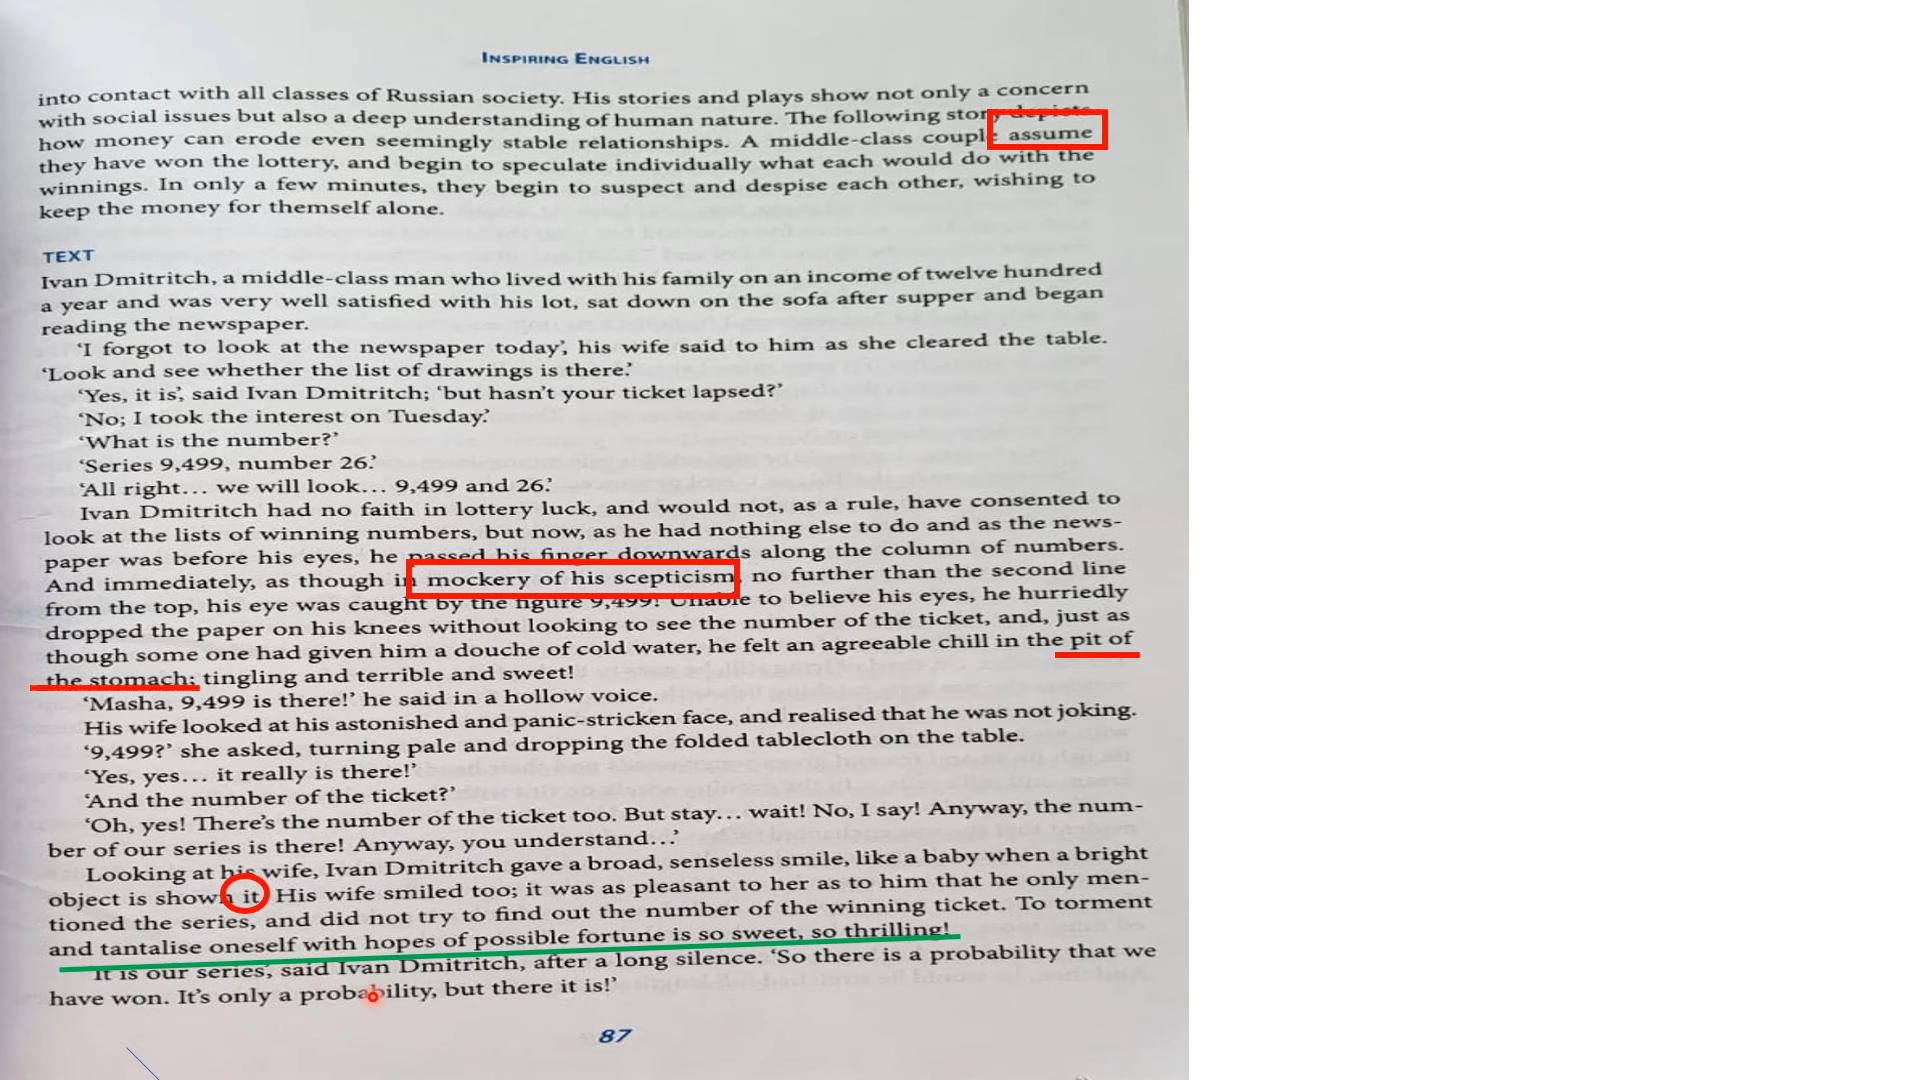 INSPIRING ENGLISH
into contact with all classes of Russian society. His stories and plays show not only a concern
with social issues but also a deep understanding of human nature. The following story depicts
how money can erode even seemingly stable relationships. A middle-class couple assume
they have won the lottery, and begin to speculate individually what each would do with the
winnings. In only a few minutes, they begin to suspect and despise each other, wishing to
keep the money for themself alone.
TEXT
Ivan Dmitritch, a middle-class man who lived with his family on an income of twelve hundred
a year and was very well satisfied with his lot, sat down on the sofa after supper and began
reading the newspaper.
‘I forgot to look at the newspaper today’, his wife said to him as she cleared the table.
‘Look and see whether the list of drawings is there.’
‘Yes, it is’, said Ivan Dmitritch; ‘but hasn’t your ticket lapsed?’
‘No; I took the interest on Tuesday.’
‘What is the number?’
‘Series 9,499, number 26.’
‘All right… we will look… 9,499 and 26.’
Ivan Dmitritch had no faith in lottery luck, and would not, as a rule, have consented to
look at the lists of winning numbers, but now, as he had nothing else to do and as the news-
paper was before his eyes, he passed his finger downwards along the column of numbers.
And immediately, as though in mockery of his scepticism, no further than the second line
from the top, his eye was caught by the figure 9,499! Unable to believe his eyes, he hurriedly
dropped the paper on his knees without looking to see the number of the ticket, and, just as
though some one had given him a douche of cold water, he felt an agreeable chill in the pit of
the stomach; tingling and terrible and sweet!
‘Masha, 9,499 is there!’ he said in a hollow voice.
His wife looked at his astonished and panic-stricken face, and realised that he was not joking.
‘9,499?’ she asked, turning pale and dropping the folded tablecloth on the table.
‘Yes, yes… it really is there!’
‘And the number of the ticket?’
‘Oh, yes! There’s the number of the ticket too. But stay… wait! No, I say! Anyway, the num-
ber of our series is there! Anyway, you understand…’
Looking at his wife, Ivan Dmitritch gave a broad, senseless smile, like a baby when a bright
object is shown it. His wife smiled too; it was as pleasant to her as to him that he only men-
tioned the series, and did not try to find out the number of the winning ticket. To torment
and tantalise oneself with hopes of possible fortune is so sweet, so thrilling!
‘It is our series’, said Ivan Dmitritch, after a long silence. ‘So there is a probability that we
have won. It’s only a probability, but there it is!’
87